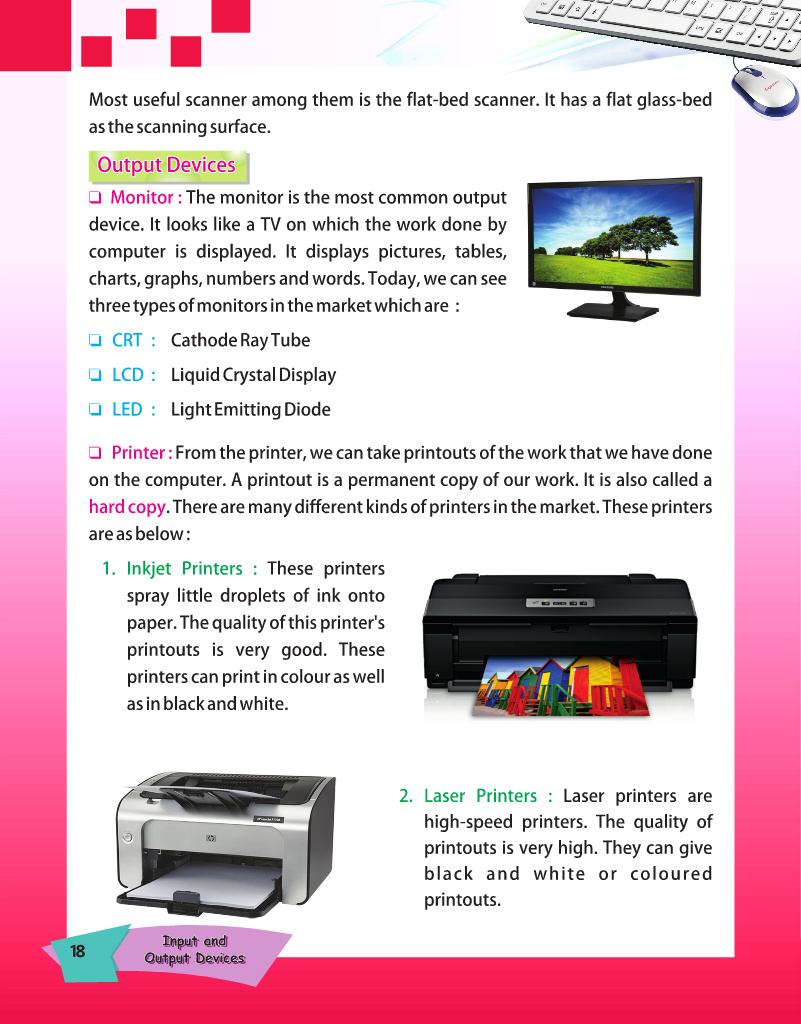 Most useful scanner among them is the flat-bed scanner. It has a flat glass-bed
as the scanning surface.
Output Devices
❑ Monitor : The monitor is the most common output
device. It looks like a TV on which the work done by
computer is displayed. It displays pictures, tables,
charts, graphs, numbers and words. Today, we can see
three types of monitors in the market which are :
❑ CRT : Cathode Ray Tube
❑ LCD : Liquid Crystal Display
❑ LED : Light Emitting Diode
❑ Printer : From the printer, we can take printouts of the work that we have done
on the computer. A printout is a permanent copy of our work. It is also called a
hard copy. There are many different kinds of printers in the market. These printers
are as below :
1. Inkjet Printers : These printers
spray little droplets of ink onto
paper. The quality of this printer's
printouts is very good. These
printers can print in colour as well
as in black and white.
2. Laser Printers : Laser printers are
high-speed printers. The quality of
printouts is very high. They can give
black and white or coloured
printouts.
hp
18
Input and
Output Devices